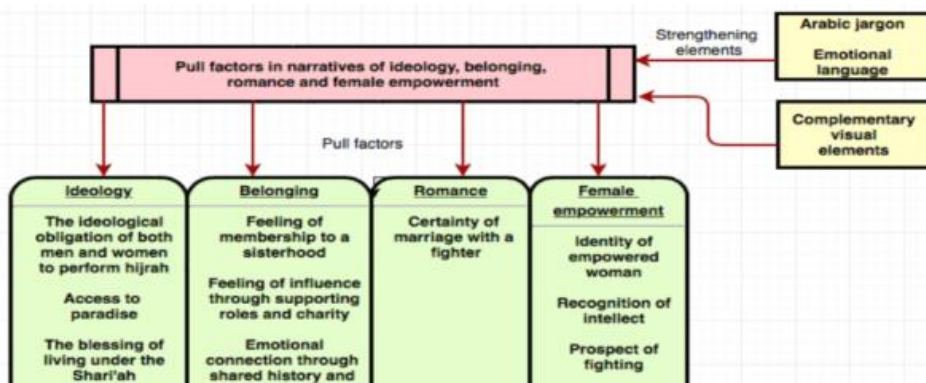 Arabic jargon
Emotional
language
Strengthening
elements
Pull factors in narratives of ideology, belonging,
romance and female empowerment
Complementary
visual
elements
Pull factors
Ideology
The ideological
obligation of both
men and women
to perform hijrah
Access to
paradise
The blessing of
living under the
Shari'ah
Belonging
Feeling of
membership to a
sisterhood
Feeling of influence
through supporting
roles and charity
Emotional
connection through
shared history and
Romance
Certainty of
marriage with a
fighter
Female
empowerment
Identity of
empowered
woman
Recognition of
intellect
Prospect of
fighting